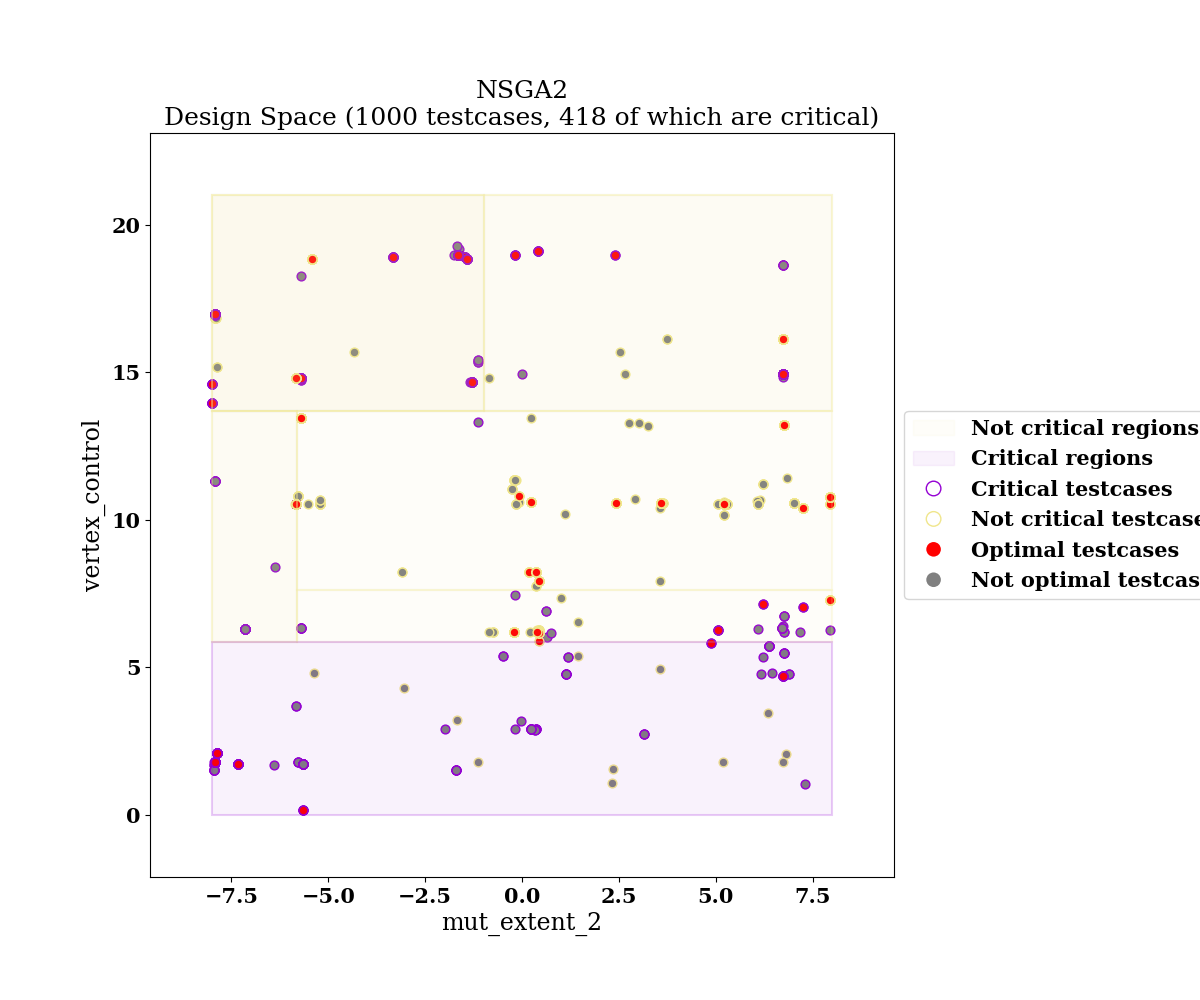 NSGA2
Design Space (1000 testcases, 418 of which are critical)
vertex_control
20
15
10
5
0
−7.5
−5.0
−2.5
0.0
2.5
5.0
7.5
mut_extent_2
Not critical regions
Critical regions
Critical testcases
Not critical testcase
Optimal testcases
Not optimal testcas